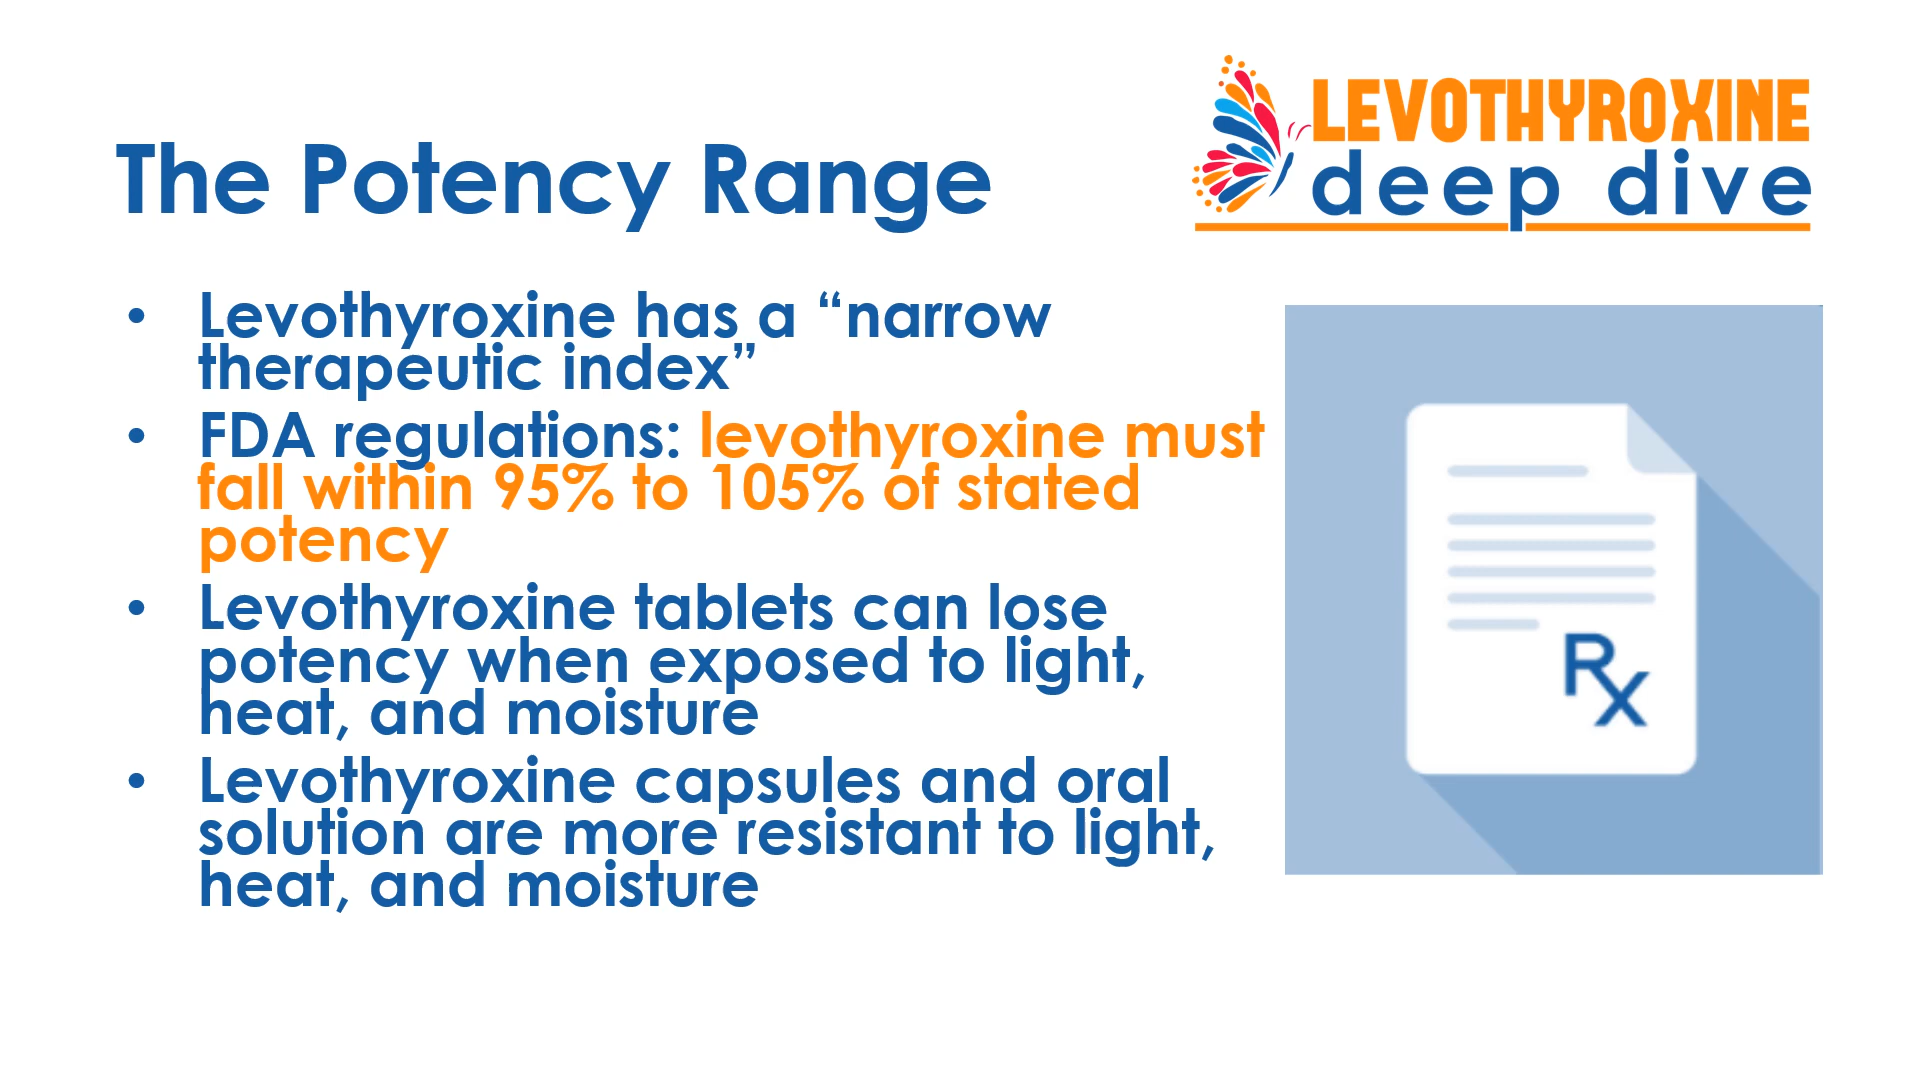 LEVOTHYROXINE
deep dive
The Potency Range
• Levothyroxine has a “narrow
therapeutic index”
• FDA regulations: levothyroxine must
fall within 95% to 105% of stated
potency
• Levothyroxine tablets can lose
potency when exposed to light,
heat, and moisture
• Levothyroxine capsules and oral
solution are more resistant to light,
heat, and moisture
Rx